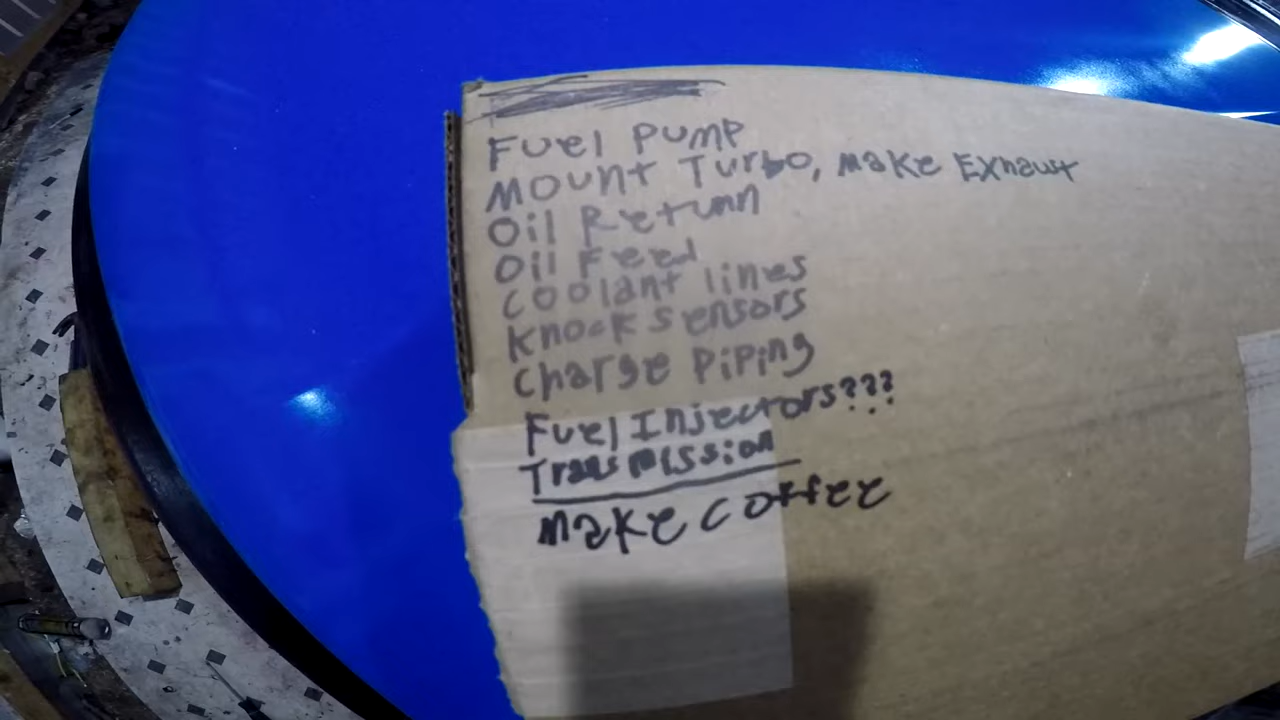 Fuel Pump
Mount Turbo, Make Exhaust
Oil Return
Oil Feed
Coolant lines
Knock Sensors
Charge Piping
Fuel Injectors???
Transmission
Make coffee